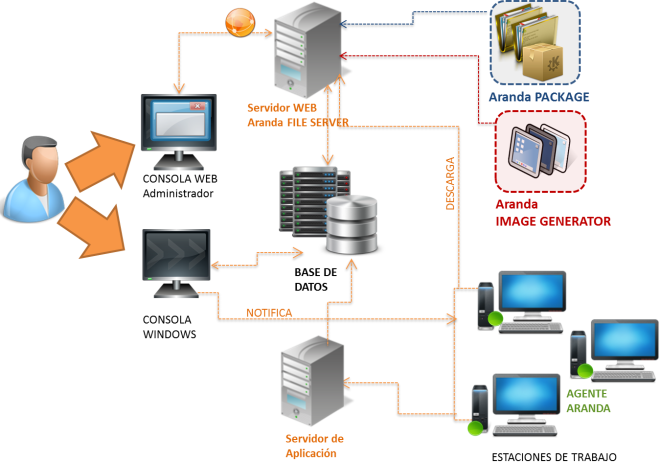 Aranda PACKAGE
Servidor WEB
Aranda FILE SERVER
CONSOLA WEB
Administrador
DESCARGA
Aranda
IMAGE GENERATOR
BASE DE
DATOS
CONSOLA
WINDOWS
NOTIFICA
AGENTE
ARANDA
Servidor de
Aplicación
ESTACIONES DE TRABAJO